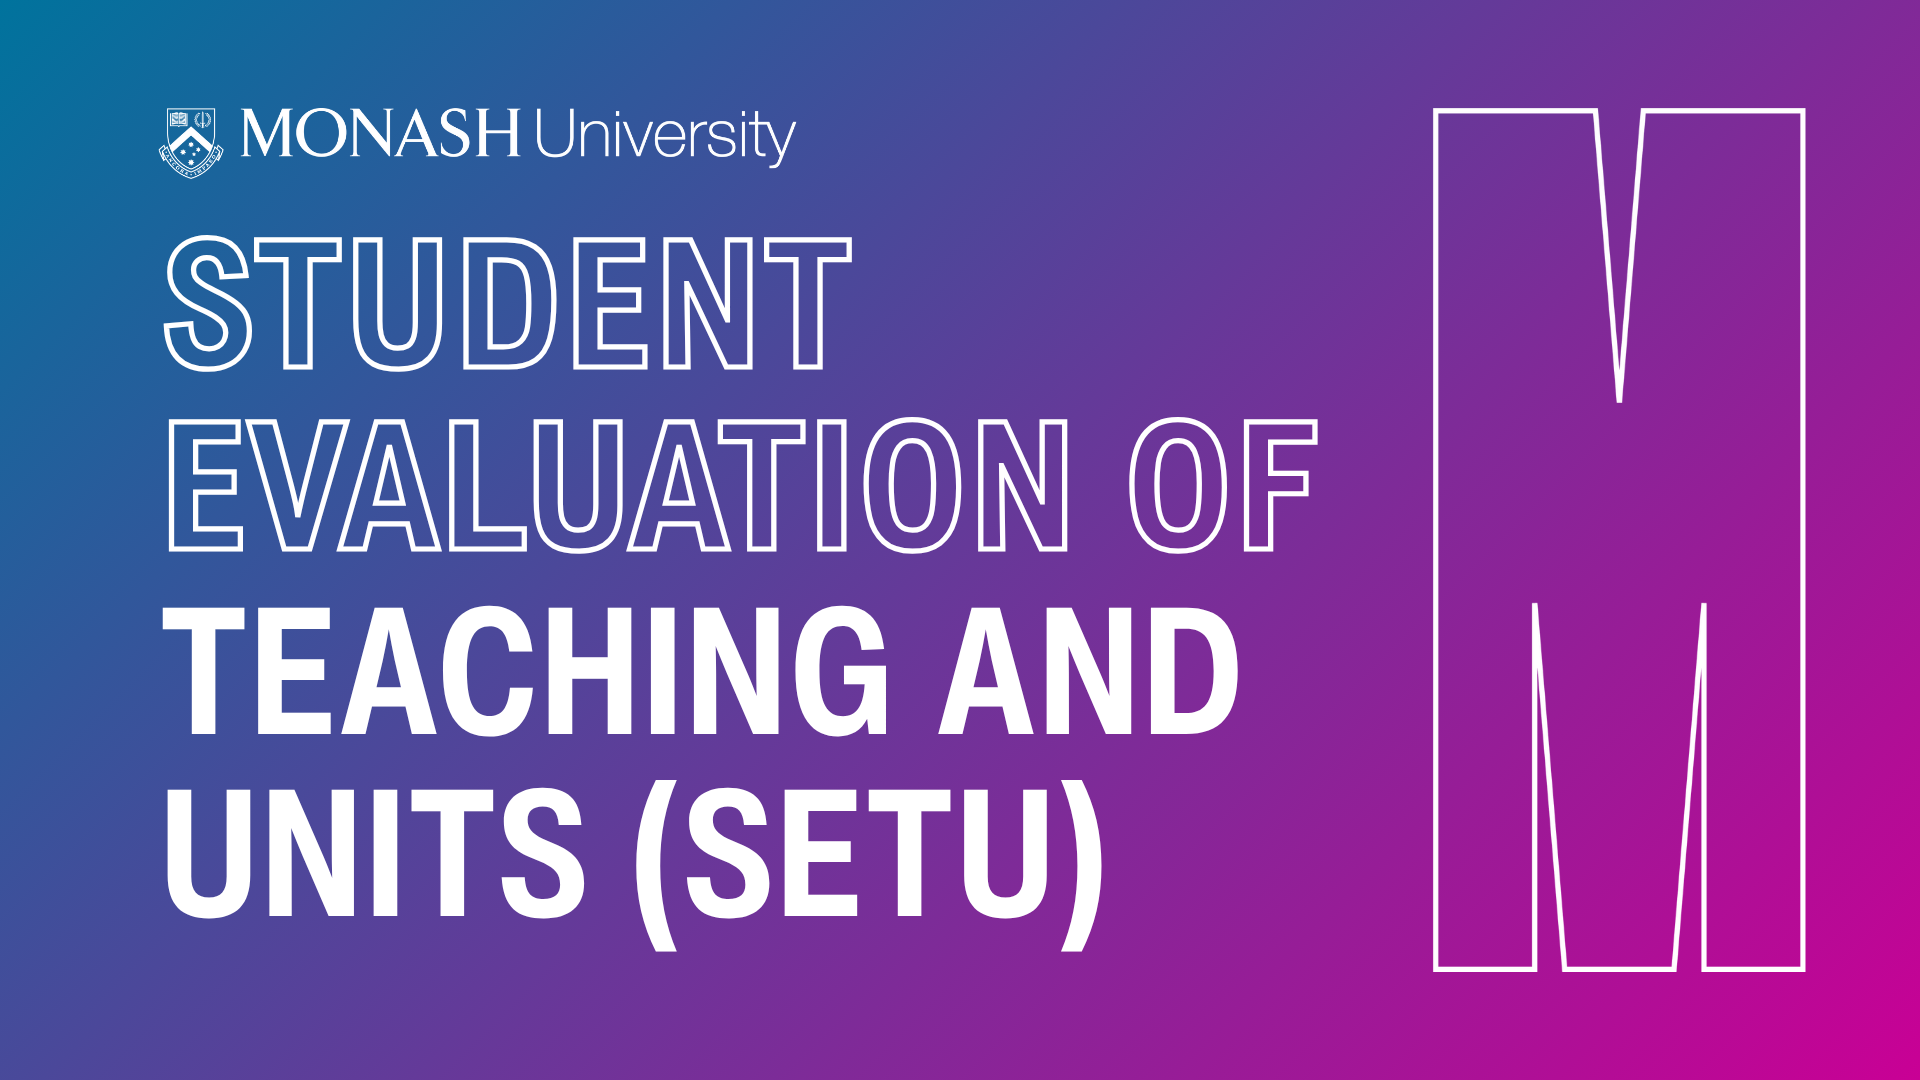 MONASH University
STUDENT
EVALUATION OF
TEACHING AND
UNITS (SETU)
M